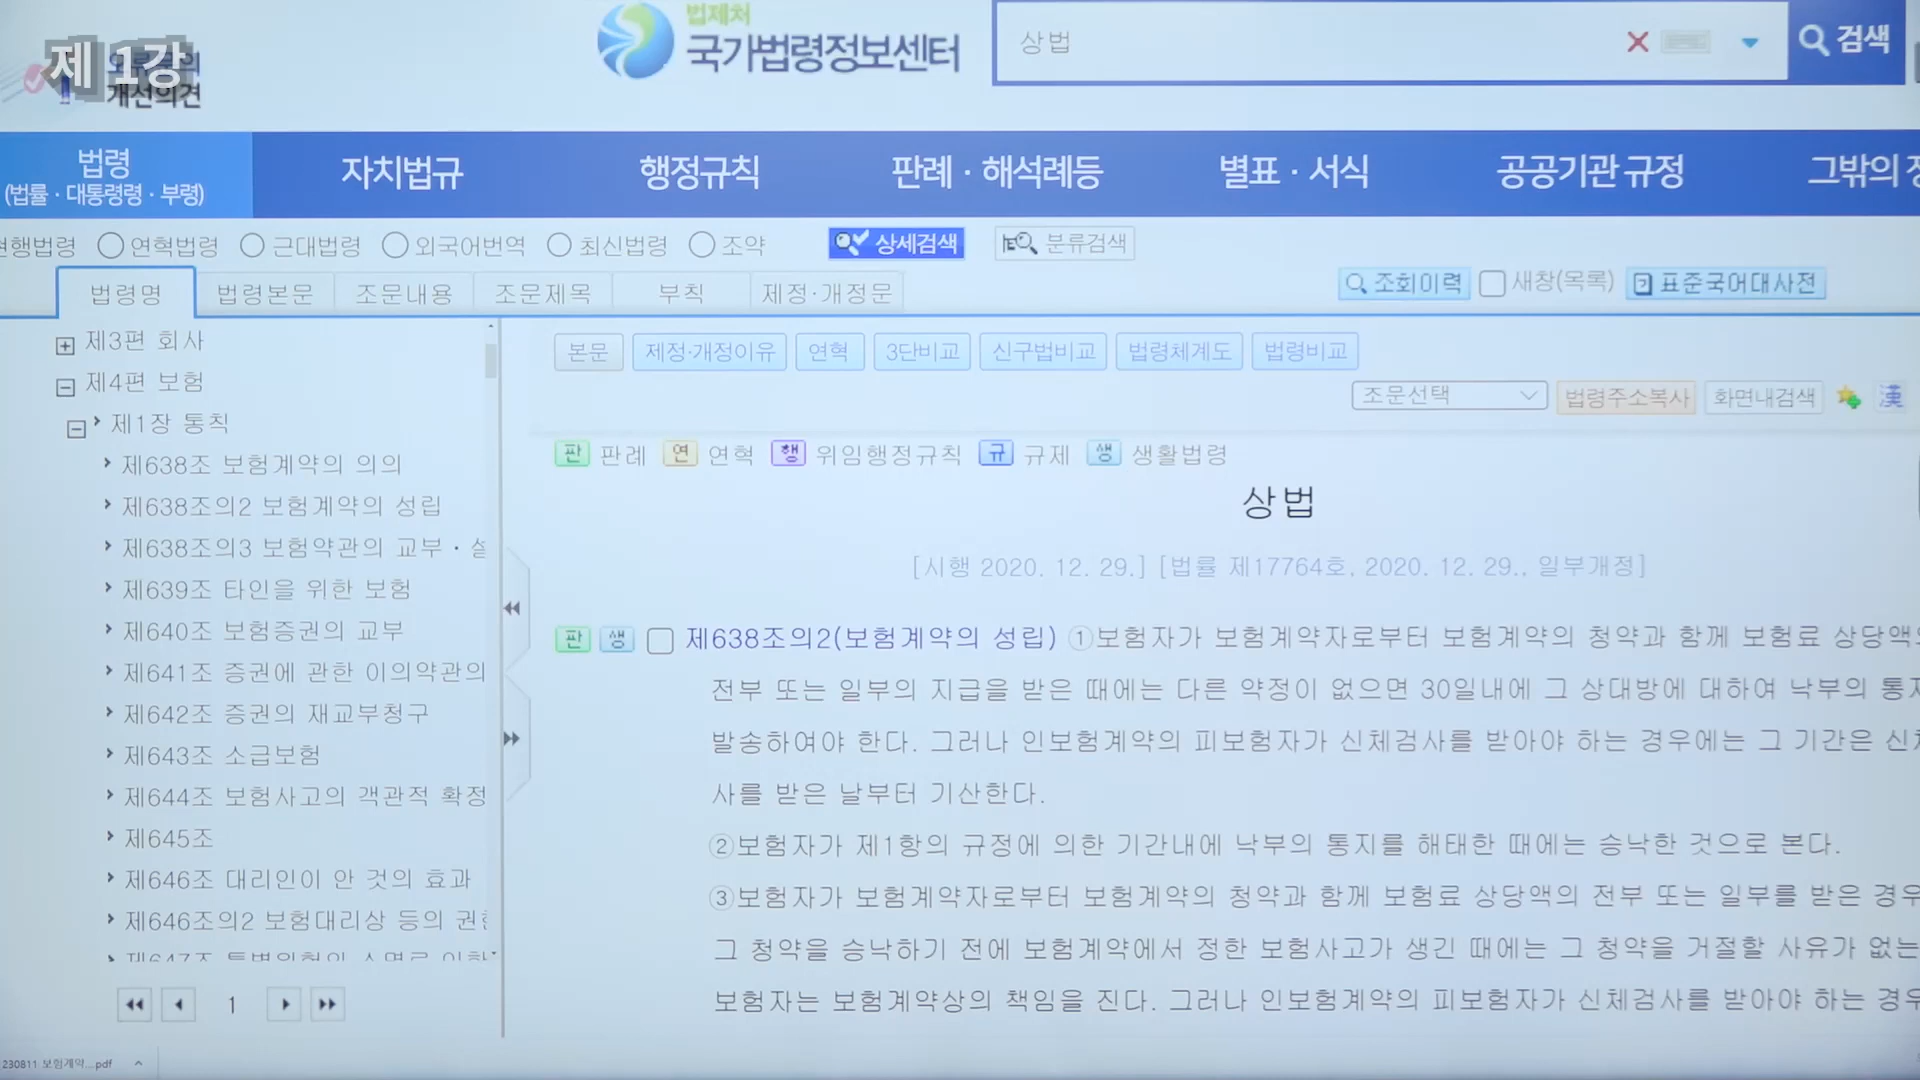 제 1강
개선의견
법제처
국가법령정보센터
상법
검색
법령
(법률 · 대통령령 · 부령)
자치법규
행정규칙
판례 · 해석례등
별표 · 서식
공공기관 규정
그밖의
현행법령 연혁법령 근대법령 외국어번역 최신법령 조약
상세검색
분류검색
법령명 법령본문 조문내용 조문제목 부칙 제정·개정문
조회이력 새창(목록) 표준국어대사전
제3편 회사
제4편 보험
제1장 통칙
제638조 보험계약의 의의
제638조의2 보험계약의 성립
제638조의3 보험약관의 교부 · 설
제639조 타인을 위한 보험
제640조 보험증권의 교부
제641조 증권에 관한 이의약관의
제642조 증권의 재교부청구
제643조 소급보험
제644조 보험사고의 객관적 확정
제645조
제646조 대리인이 안 것의 효과
제646조의2 보험대리상 등의 권한
제647조 특별위험의 소멸로 인한
1
본문 제정·개정이유 연혁 3단비교 신구법비교 법령체계도 법령비교
조문선택 법령주소복사 화면내검색 漢
판 판례 연 연혁 행 위임행정규칙 규 규제 생 생활법령
상법
[시행 2020. 12. 29.] [법률 제17764호, 2020. 12. 29., 일부개정]
판 생 제638조의2(보험계약의 성립) ①보험자가 보험계약자로부터 보험계약의 청약과 함께 보험료 상당액의
전부 또는 일부의 지급을 받은 때에는 다른 약정이 없으면 30일내에 그 상대방에 대하여 낙부의 통지
발송하여야 한다. 그러나 인보험계약의 피보험자가 신체검사를 받아야 하는 경우에는 그 기간은 신체
사를 받은 날부터 기산한다.
②보험자가 제1항의 규정에 의한 기간내에 낙부의 통지를 해태한 때에는 승낙한 것으로 본다.
③보험자가 보험계약자로부터 보험계약의 청약과 함께 보험료 상당액의 전부 또는 일부를 받은 경우
그 청약을 승낙하기 전에 보험계약에서 정한 보험사고가 생긴 때에는 그 청약을 거절할 사유가 없는
보험자는 보험계약상의 책임을 진다. 그러나 인보험계약의 피보험자가 신체검사를 받아야 하는 경우
230811 보험계약....pdf